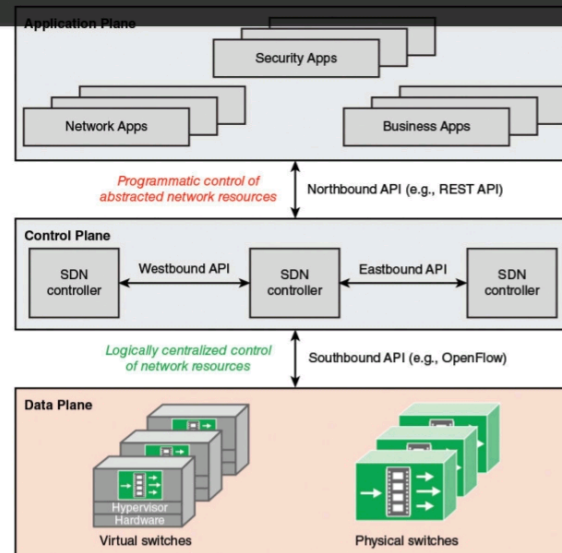 Application Plane
Security Apps
Network Apps
Business Apps
Programmatic control of
abstracted network resources
Northbound API (e.g., REST API)
Control Plane
SDN
controller
Westbound API
SDN
controller
Eastbound API
SDN
controller
Logically centralized control
of network resources
Southbound API (e.g., OpenFlow)
Data Plane
Hypervisor
Hardware
Virtual switches
Physical switches